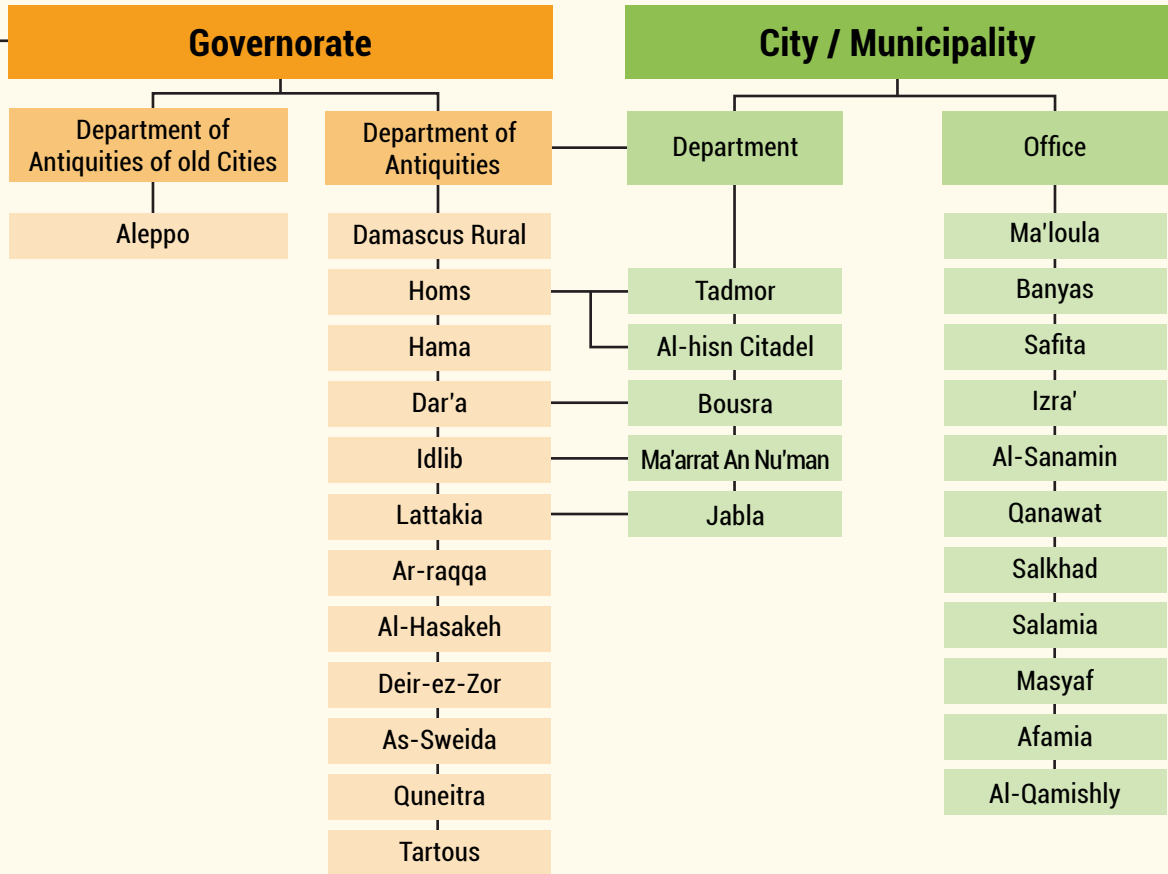 Governorate
City / Municipality
Department of
Antiquities of old Cities
Department of
Antiquities
Department
Office
Aleppo
Damascus Rural
Homs
Hama
Dar'a
Idlib
Lattakia
Ar-raqqa
Al-Hasakeh
Deir-ez-Zor
As-Sweida
Quneitra
Tartous
Tadmor
Al-hisn Citadel
Bousra
Ma'arrat An Nu'man
Jabla
Ma'loula
Banyas
Safita
Izra'
Al-Sanamin
Qanawat
Salkhad
Salamia
Masyaf
Afamia
Al-Qamishly